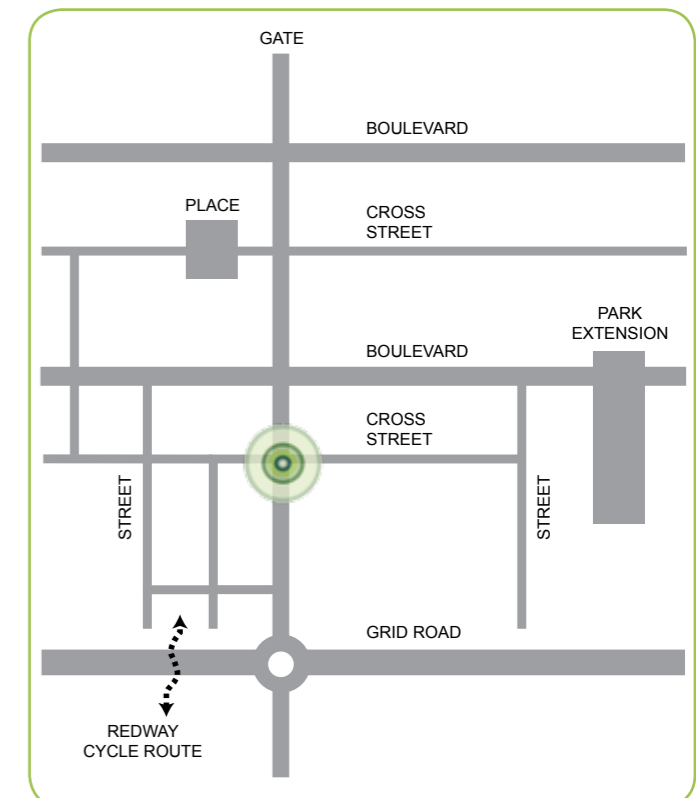 GATE
BOULEVARD
PLACE
CROSS
STREET
PARK
EXTENSION
BOULEVARD
CROSS
STREET
STREET
STREET
GRID ROAD
REDWAY
CYCLE ROUTE